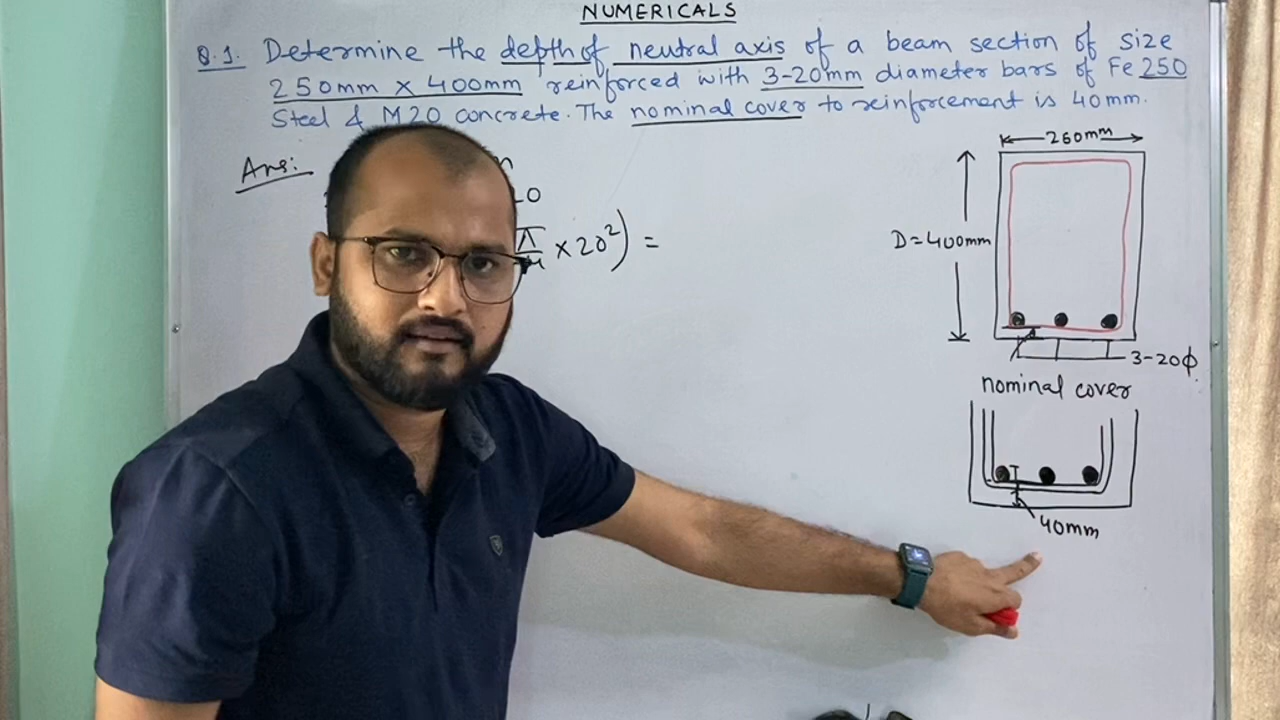 NUMERICALS
Q.1. Determine the depth of neutral axis of a beam section of size
250mm x 400mm reinforced with 3-20mm diameter bars of Fe 250
Steel & M20 concrete. The nominal cover to reinforcement is 40mm.
Ans:
260mm
π/4 × 20²) =
D=400mm
3-20ϕ
nominal cover
40mm